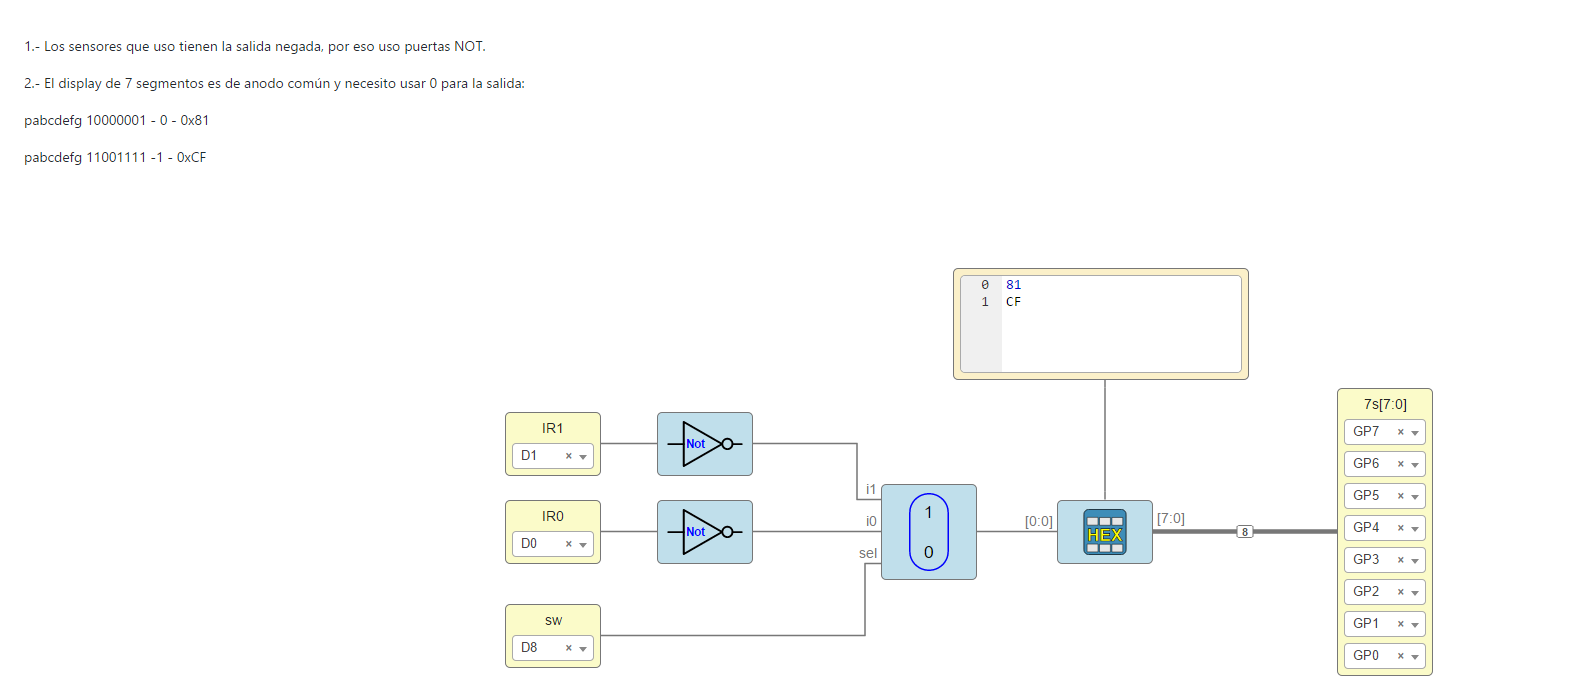 1.- Los sensores que uso tienen la salida negada, por eso uso puertas NOT.
2.- El display de 7 segmentos es de anodo común y necesito usar 0 para la salida:
pabcdefg 10000001 - 0 - 0x81
pabcdefg 11001111 -1 - 0xCF
0 81
1 CF
7s[7:0]
IR1
D1
Not
i1
i0
sel
1
0
[0:0]
HEX
[7:0]
8
GP7
GP6
GP5
GP4
GP3
GP2
GP1
GP0
IR0
D0
Not
sw
D8